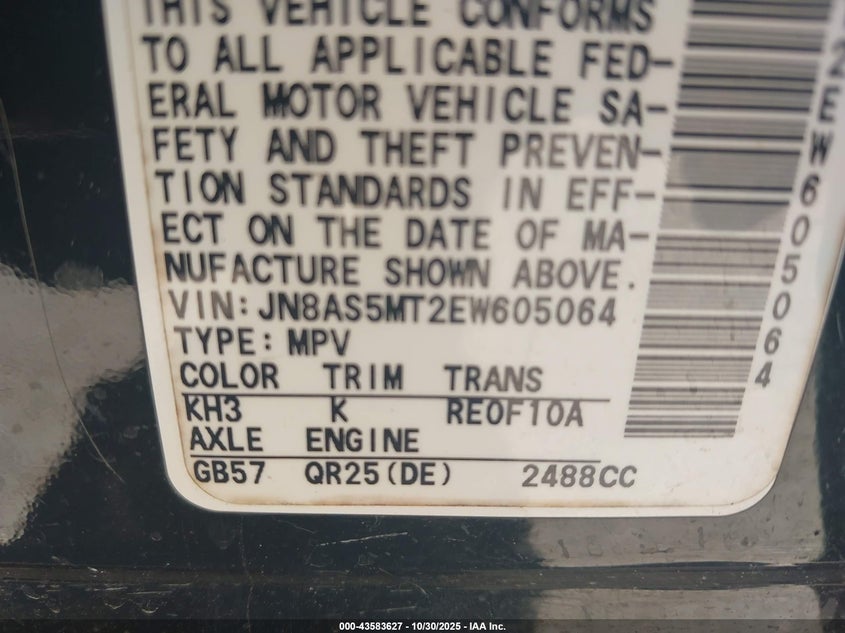 THIS VEHICLE CONFORMS
TO ALL APPLICABLE FED-
ERAL MOTOR VEHICLE SA-
FETY AND THEFT PREVEN-
TION STANDARDS IN EFF-
ECT ON THE DATE OF MA-
NUFACTURE SHOWN ABOVE.
VIN: JN8AS5MT2EW605064
TYPE: MPV
COLOR TRIM TRANS
KH3 K RE0F10A
AXLE ENGINE
GB57 QR25(DE) 2488CC
2EW605064
000-43583627 - 10/30/2025 - IAA Inc.